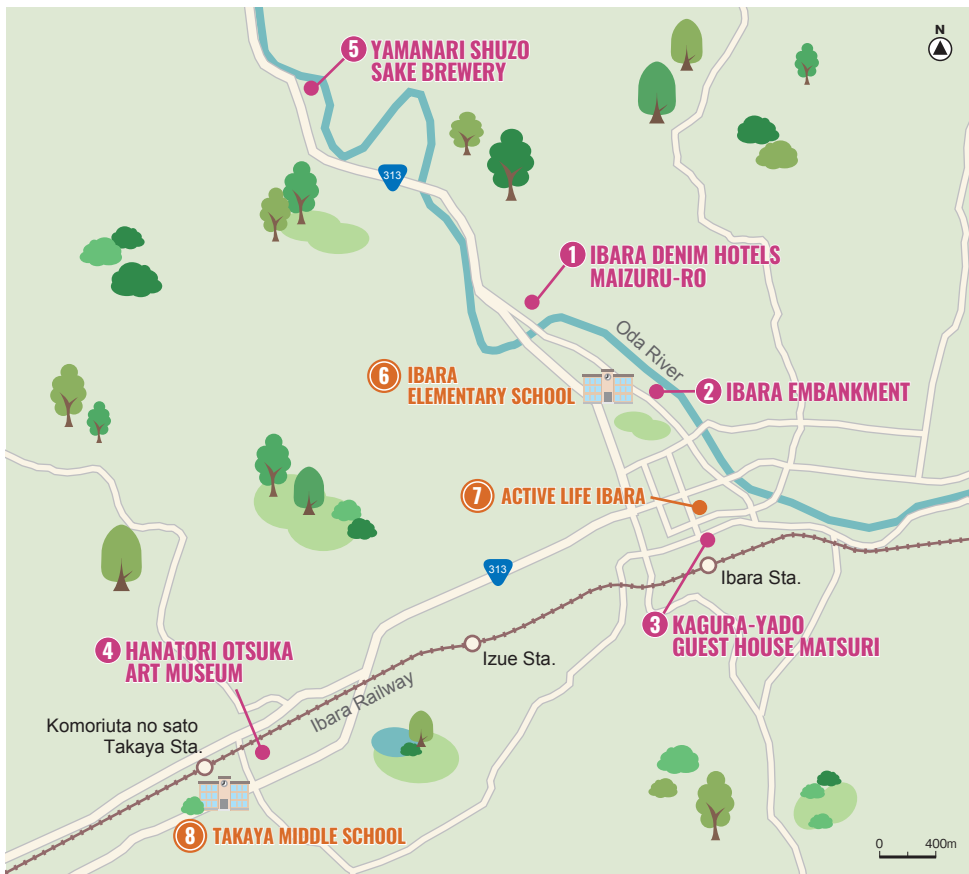 N
5 YAMANARI SHUZO
SAKE BREWERY
313
1 IBARA DENIM HOTELS
MAIZURU-RO
Oda River
6 IBARA
ELEMENTARY SCHOOL
2 IBARA EMBANKMENT
7 ACTIVE LIFE IBARA
313
Ibara Sta.
3 KAGURA-YADO
GUEST HOUSE MATSURI
4 HANATORI OTSUKA
ART MUSEUM
Izue Sta.
Ibara Railway
Komoriuta no sato
Takaya Sta.
8 TAKAYA MIDDLE SCHOOL
0 400m